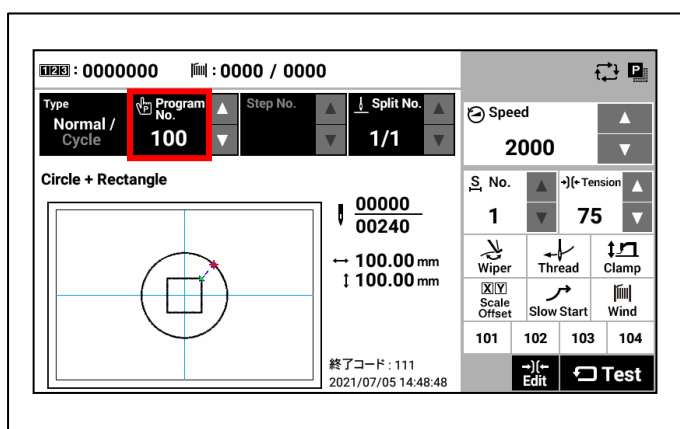 123 : 0000000 : 0000 / 0000
P
Type
Normal /
Cycle
Program
No.
100
Step No.
Split No.
1/1
Speed
2000
Circle + Rectangle
S No.
1
Tension
75
00000
00240
100.00 mm
100.00 mm
Wiper
Thread
Clamp
XY
Scale
Offset
Slow Start
Wind
101 102 103 104
終了コード : 111
2021/07/05 14:48:48
Edit
Test